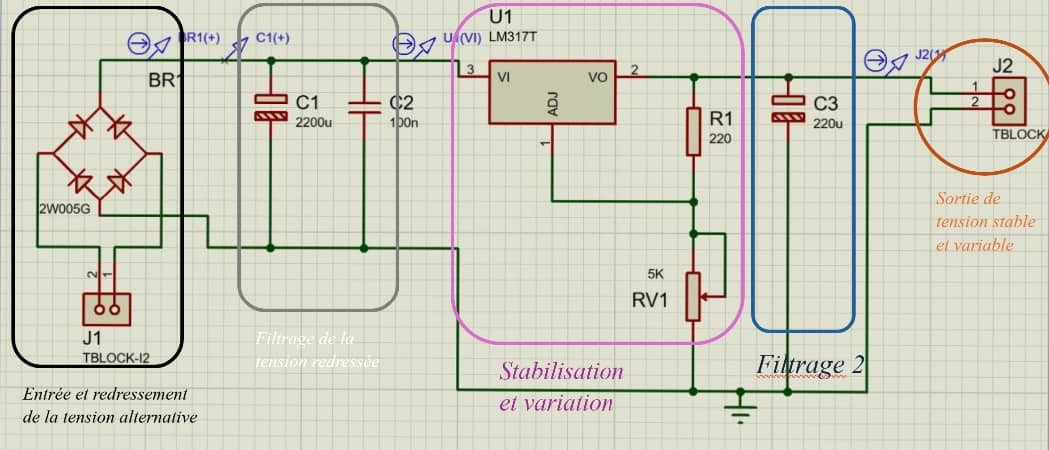 U1
LM317T
BR1(+)
C1(+)
U1(VI)
J2(1)
BR1
3
VI
VO
2
ADJ
1
C1
2200u
C2
100n
R1
220
C3
220u
J2
1
2
TBLOCK
2W005G
2
1
J1
TBLOCK-I2
5K
RV1
Sortie de
tension stable
et variable
Filtrage de la
tension redressée
Stabilisation
et variation
Filtrage 2
Entrée et redressement
de la tension alternative